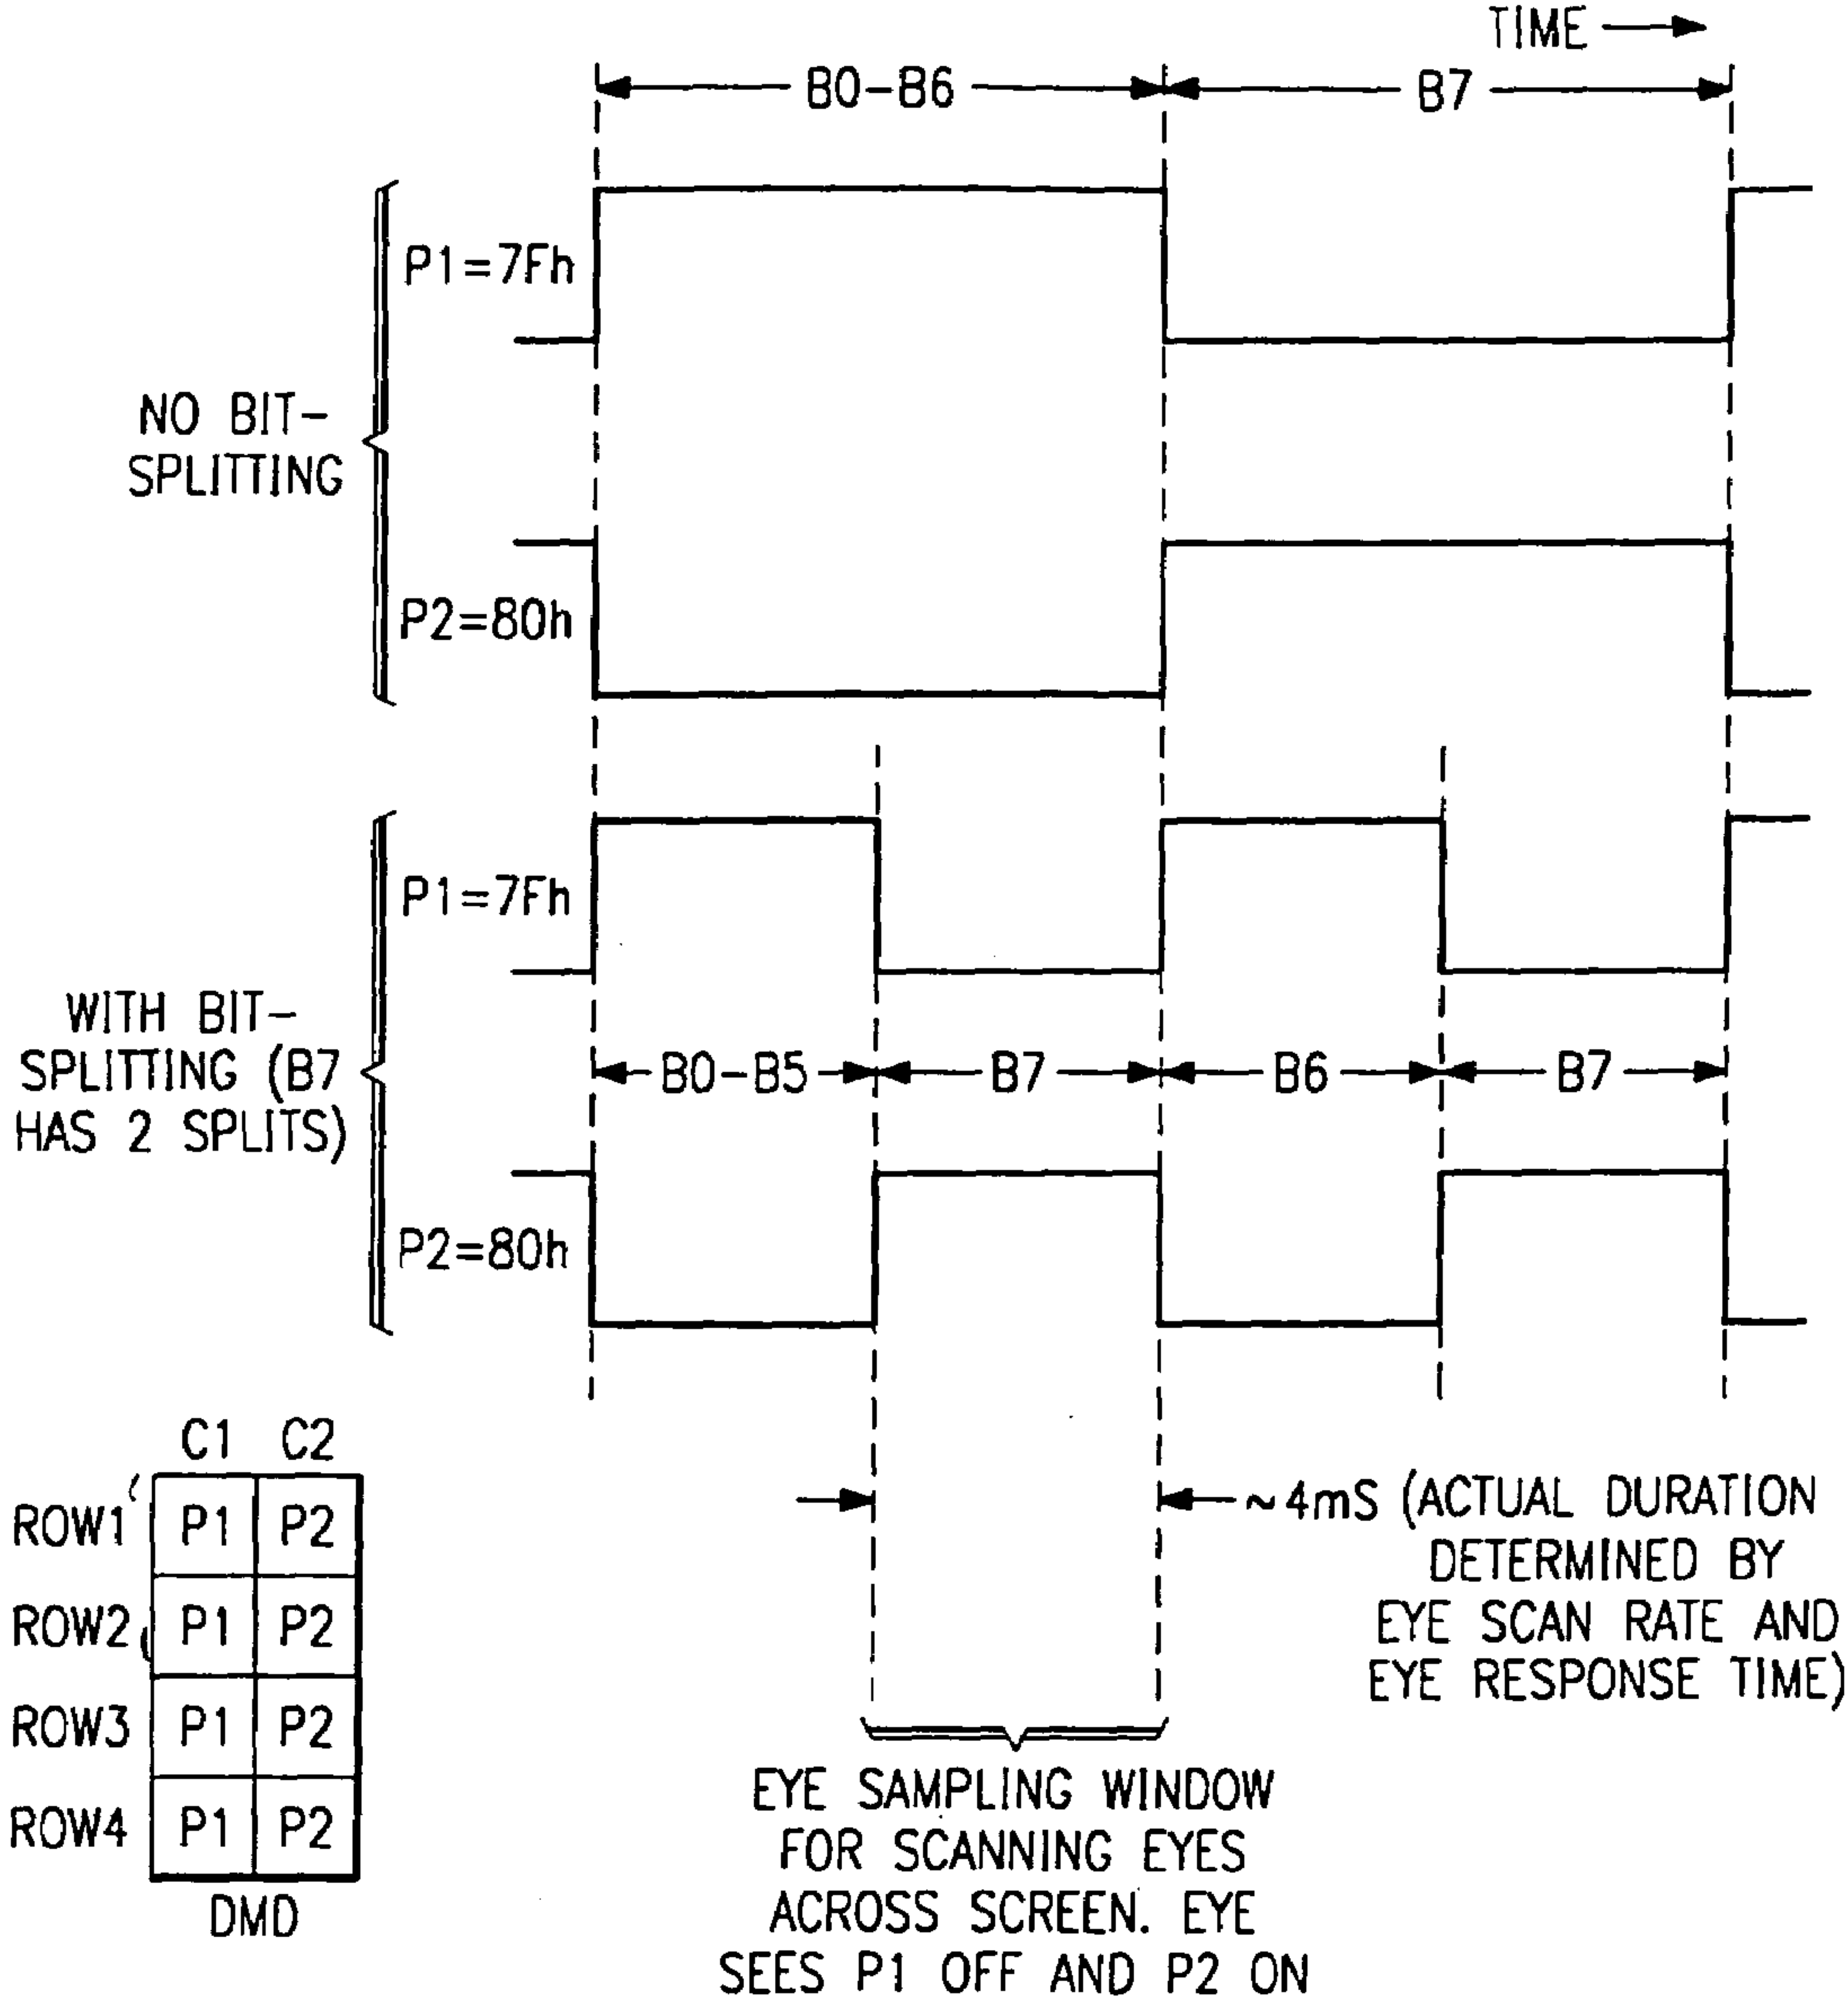 TIME
B0-B6
B7
P1=7Fh
NO BIT-
SPLITTING
P2=80h
P1=7Fh
WITH BIT-
SPLITTING (B7
HAS 2 SPLITS)
B0-B5
B7
B6
B7
P2=80h
C1 C2
ROW1 P1 P2
ROW2 P1 P2
ROW3 P1 P2
ROW4 P1 P2
DMD
~4mS (ACTUAL DURATION
DETERMINED BY
EYE SCAN RATE AND
EYE RESPONSE TIME)
EYE SAMPLING WINDOW
FOR SCANNING EYES
ACROSS SCREEN. EYE
SEES P1 OFF AND P2 ON